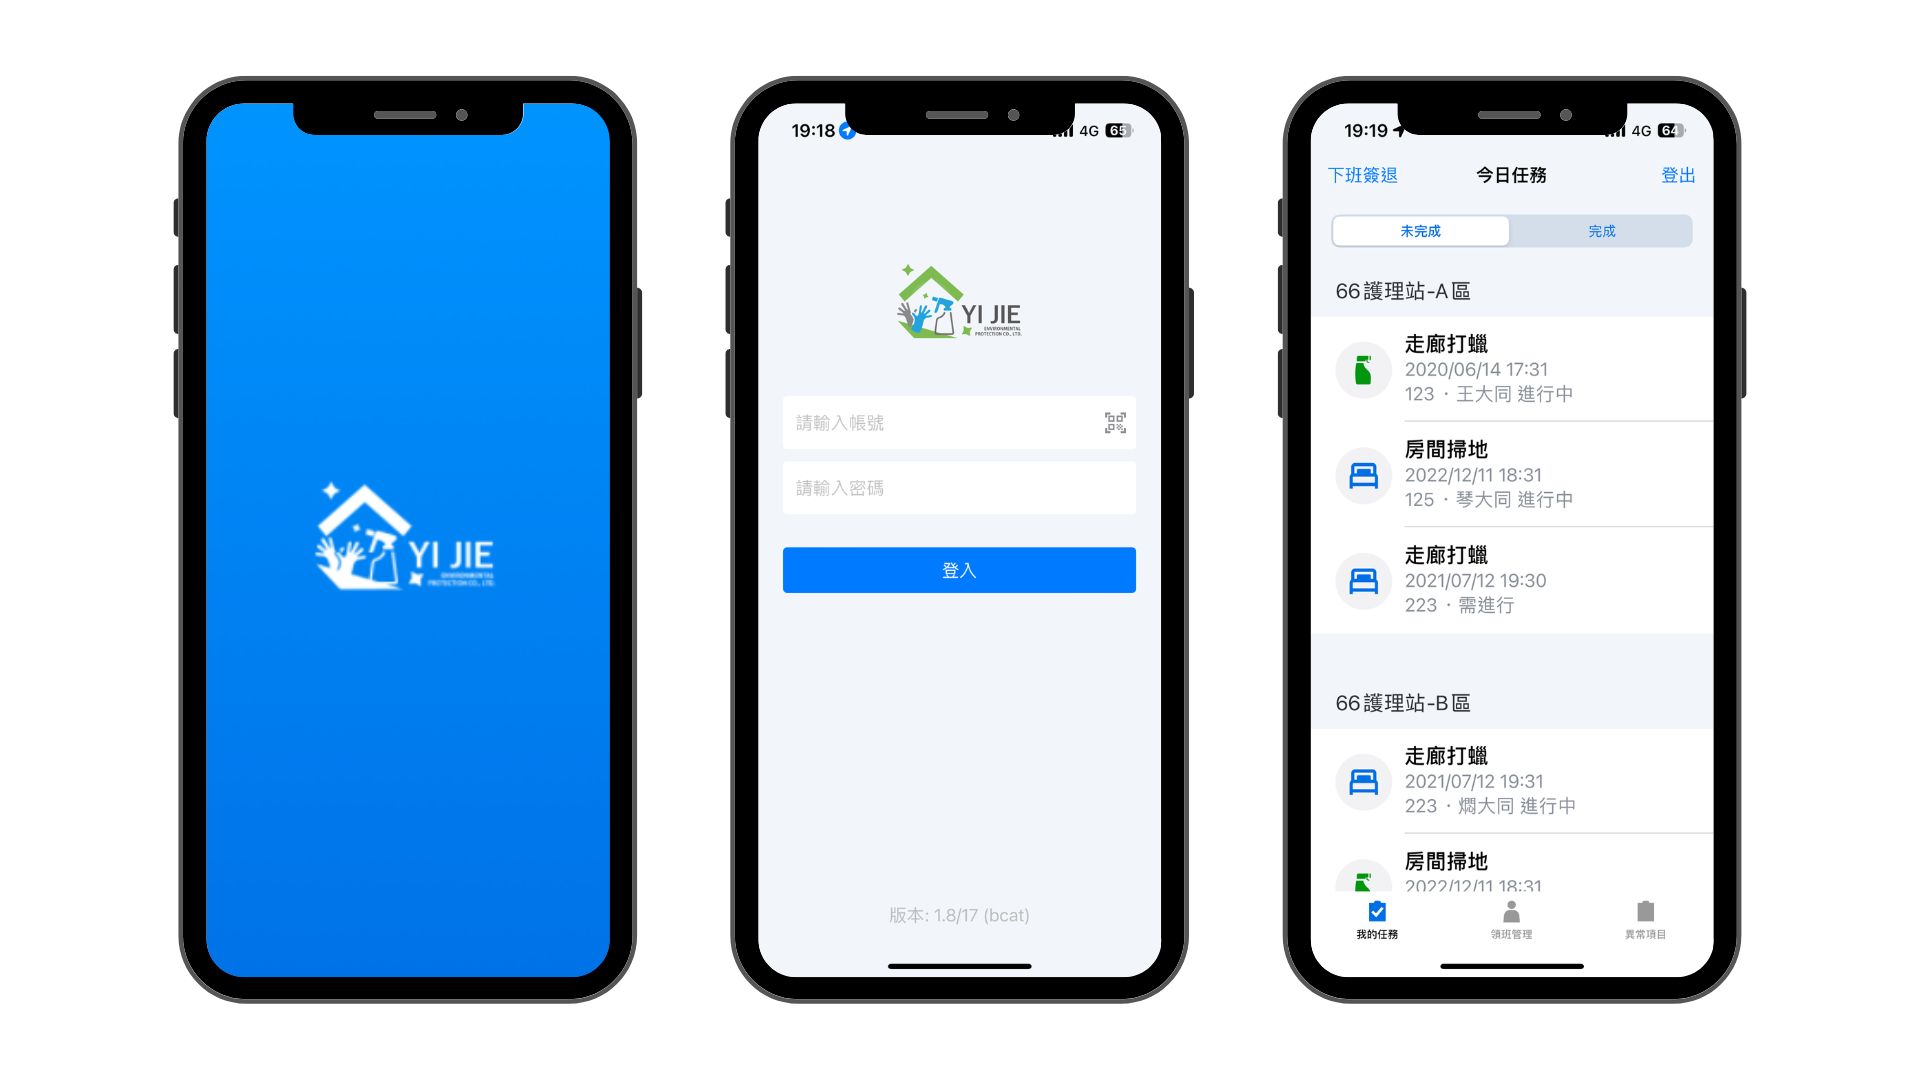 YI JIE
ENVIRONMENTAL
PROTECTION CO., LTD.
19:18
4G 65
YI JIE
ENVIRONMENTAL
PROTECTION CO., LTD.
請輸入帳號
請輸入密碼
登入
版本: 1.8/17 (bcat)
19:19
4G 64
下班簽退
今日任務
登出
未完成
完成
66護理站-A區
走廊打蠟
2020/06/14 17:31
123 · 王大同 進行中
房間掃地
2022/12/11 18:31
125 · 琴大同 進行中
走廊打蠟
2021/07/12 19:30
223 · 需進行
66護理站-B區
走廊打蠟
2021/07/12 19:31
223 · 燜大同 進行中
房間掃地
2022/12/11 18:31
我的任務
領班管理
異常項目